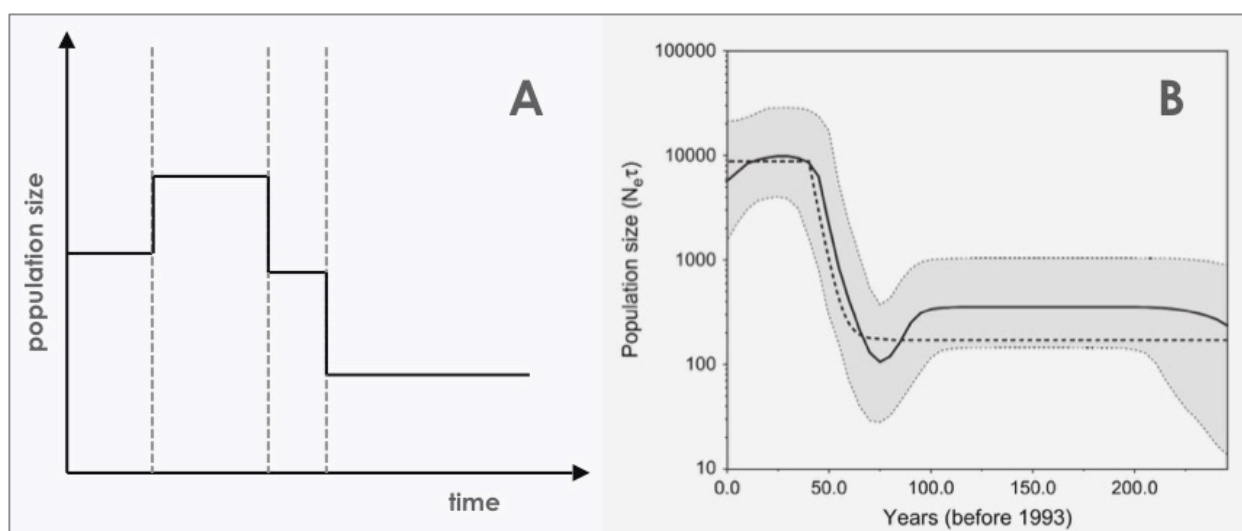 A
population size
time
B
Population size (Neτ)
100000
10000
1000
100
10
0.0 50.0 100.0 150.0 200.0
Years (before 1993)